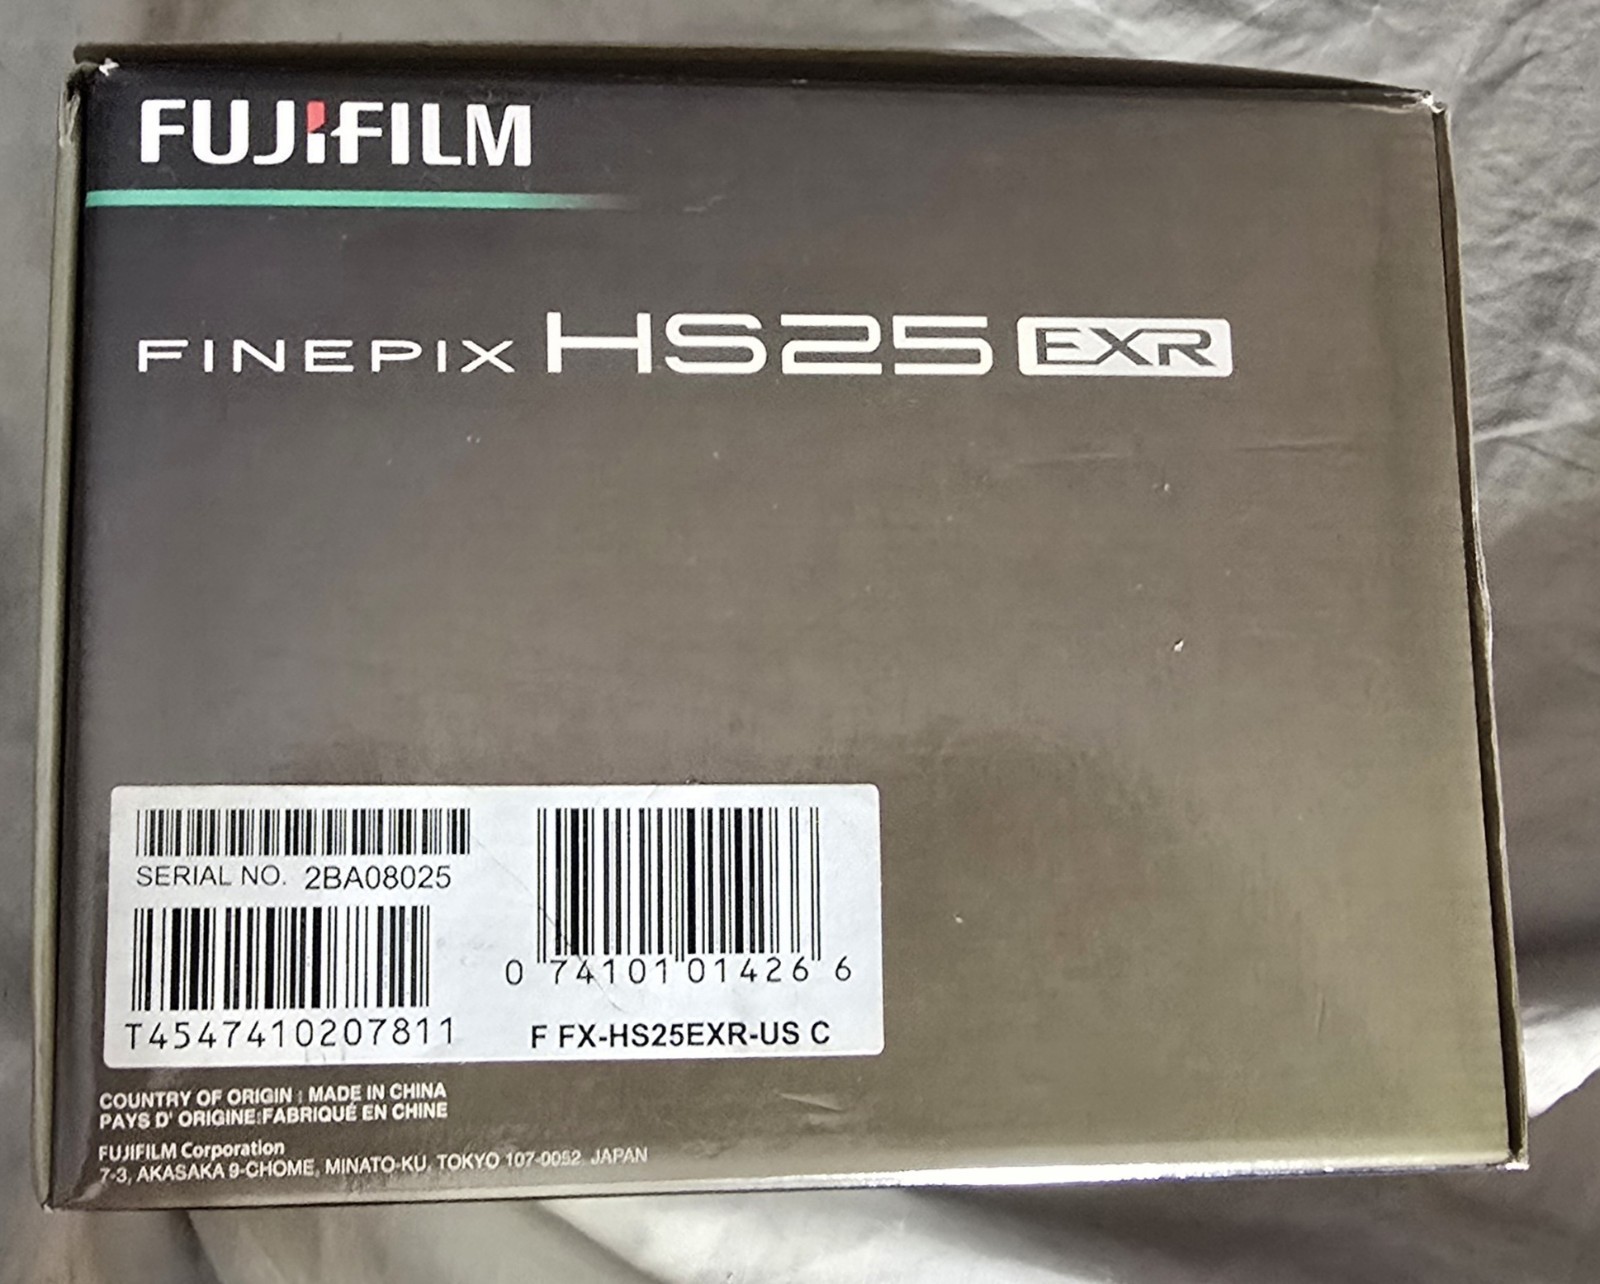 FUJIFILM
FINEPIX HS25 EXR
SERIAL NO. 2BA08025
T4547410207811
0 74101 01426 6
F FX-HS25EXR-US C
COUNTRY OF ORIGIN : MADE IN CHINA
PAYS D' ORIGINE:FABRIQUÉ EN CHINE
FUJIFILM Corporation
7-3, AKASAKA 9-CHOME, MINATO-KU, TOKYO 107-0052, JAPAN